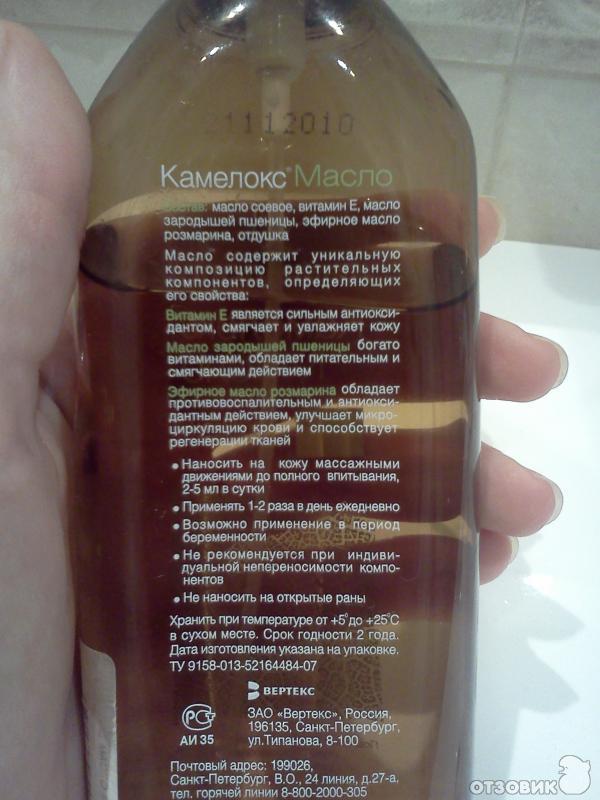 21112010
Камелокс® Масло
Состав: масло соевое, витамин Е, масло
зародышей пшеницы, эфирное масло
розмарина, отдушка
Масло содержит уникальную
композицию растительных
компонентов, определяющих
его свойства:
Витамин Е является сильным антиокси-
дантом, смягчает и увлажняет кожу
Масло зародышей пшеницы богато
витаминами, обладает питательным и
смягчающим действием
Эфирное масло розмарина обладает
противовоспалительным и антиокси-
дантным действием, улучшает микро-
циркуляцию крови и способствует
регенерации тканей
• Наносить на кожу массажными
движениями до полного впитывания,
2-5 мл в сутки
• Применять 1-2 раза в день ежедневно
• Возможно применение в период
беременности
• Не рекомендуется при индиви-
дуальной непереносимости компо-
нентов
• Не наносить на открытые раны
Хранить при температуре от +5° до +25°С
в сухом месте. Срок годности 2 года.
Дата изготовления указана на упаковке.
ТУ 9158-013-52164484-07
ВЕРТЕКС
РСТ
АИ 35
ЗАО «Вертекс», Россия,
196135, Санкт-Петербург,
ул.Типанова, 8-100
Почтовый адрес: 199026,
Санкт-Петербург, В.О., 24 линия, д.27-а,
тел. горячей линии 8-800-2000-305
ОТЗОВИК